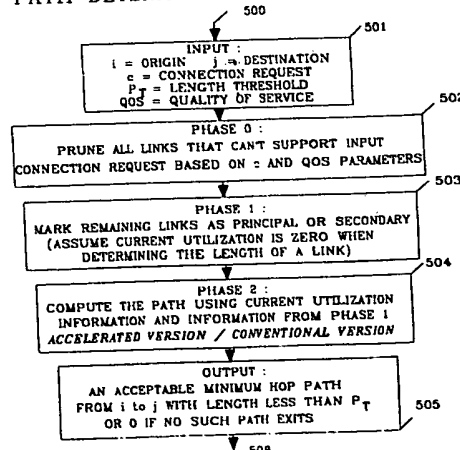 500
501
INPUT :
i = ORIGIN j = DESTINATION
c = CONNECTION REQUEST
PT = LENGTH THRESHOLD
QOS = QUALITY OF SERVICE
502
PHASE 0 :
PRUNE ALL LINKS THAT CAN'T SUPPORT INPUT
CONNECTION REQUEST BASED ON c AND QOS PARAMETERS
503
PHASE 1 :
MARK REMAINING LINKS AS PRINCIPAL OR SECONDARY
(ASSUME CURRENT UTILIZATION IS ZERO WHEN
DETERMINING THE LENGTH OF A LINK)
504
PHASE 2 :
COMPUTE THE PATH USING CURRENT UTILIZATION
INFORMATION AND INFORMATION FROM PHASE 1
ACCELERATED VERSION / CONVENTIONAL VERSION
OUTPUT :
AN ACCEPTABLE MINIMUM HOP PATH
FROM i to j WITH LENGTH LESS THAN PT
OR 0 IF NO SUCH PATH EXITS
505